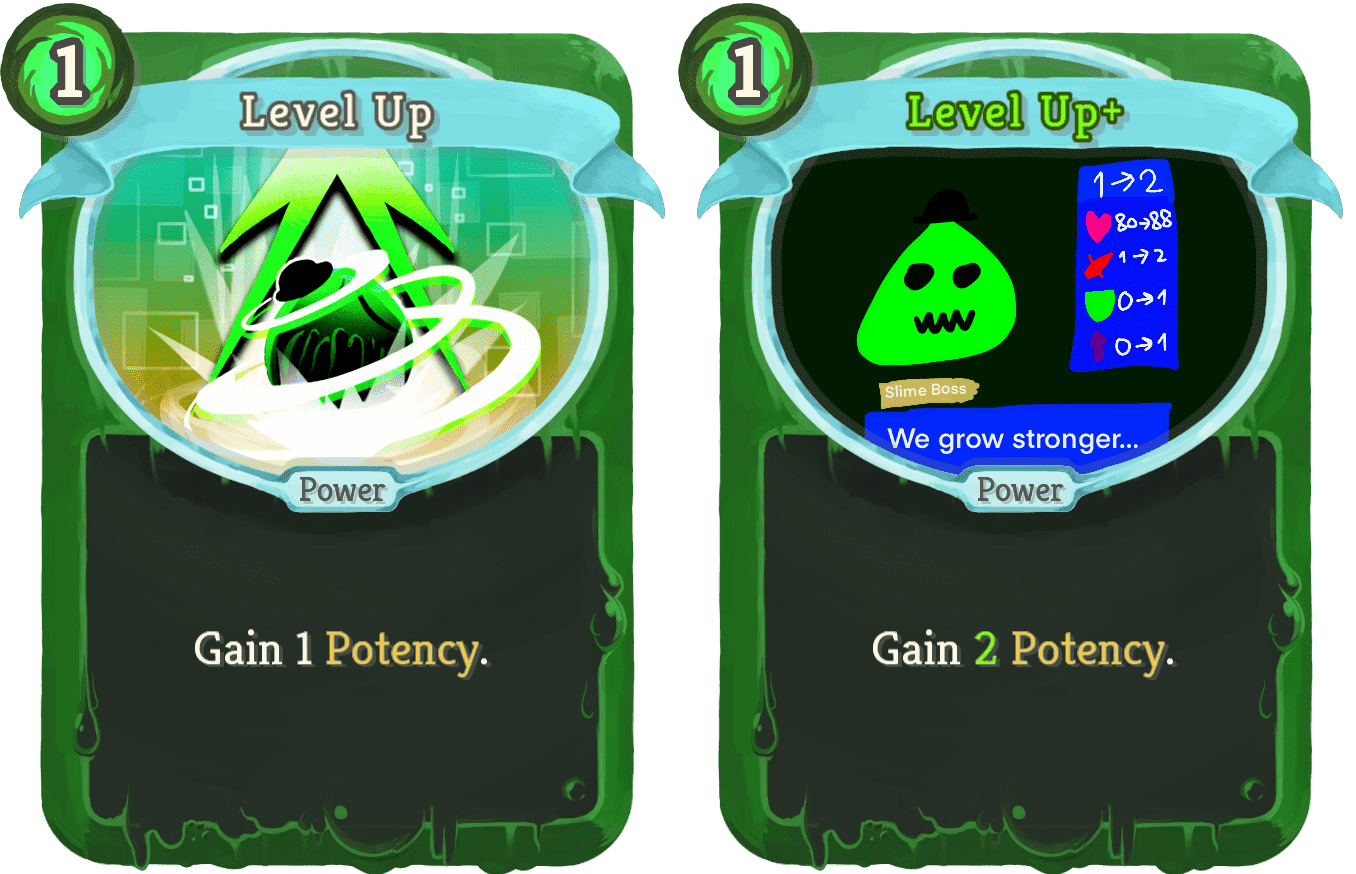 1
Level Up
Power
Gain 1 Potency.
1
Level Up+
1→2
80→88
1→2
0→1
0→1
Slime Boss
We grow stronger...
Power
Gain 2 Potency.